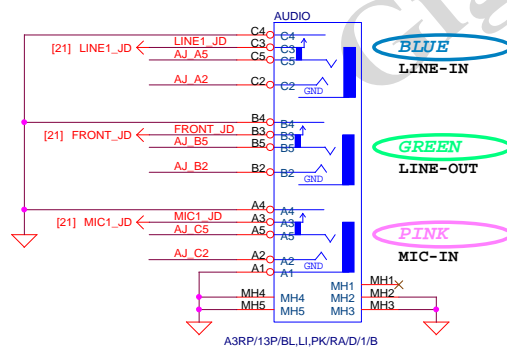 AUDIO
C4 C4
[21] LINE1_JD LINE1_JD C3 C3 BLUE
AJ_A5 C5 C5 LINE-IN
AJ_A2 C2 C2
GND
B4 B4
[21] FRONT_JD FRONT_JD B3 B3 GREEN
AJ_B5 B5 B5 LINE-OUT
AJ_B2 B2 B2
GND
A4 A4
[21] MIC1_JD MIC1_JD A3 A3 PINK
AJ_C5 A5 A5 MIC-IN
AJ_C2 A2 A2
A1 A1 GND
MH1 MH1
MH4 MH4 MH2 MH2
MH5 MH5 MH3 MH3
A3RP/13P/BL,LI,PK/RA/D/1/B